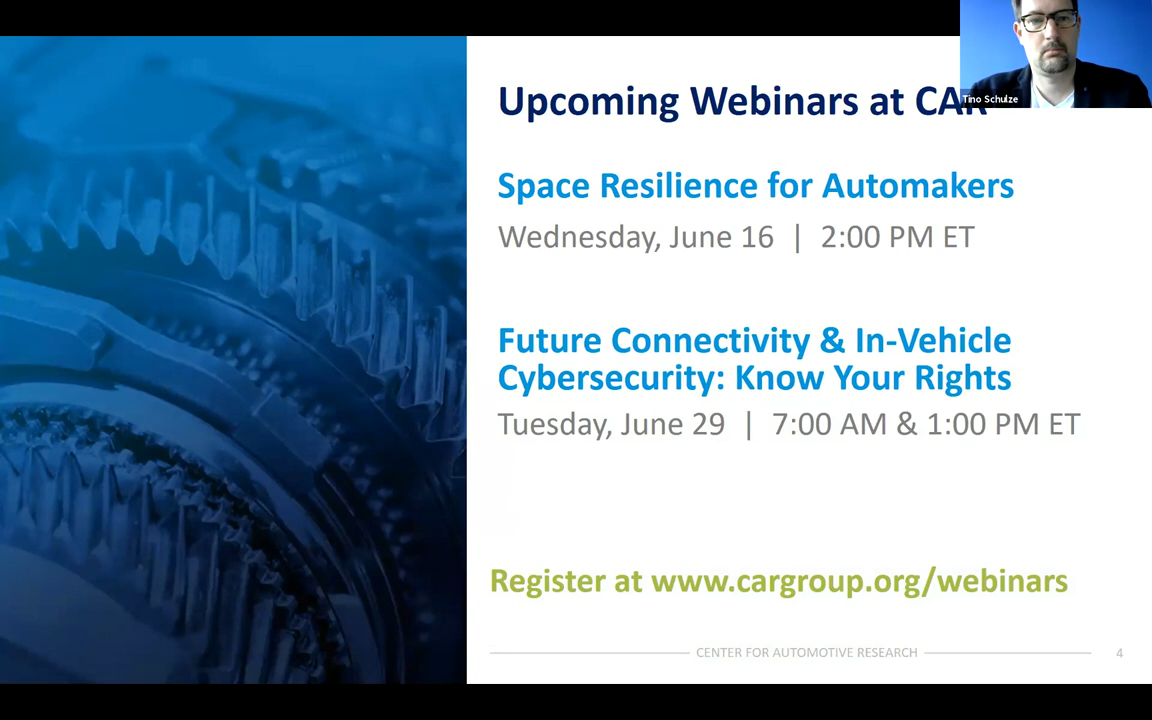 Upcoming Webinars at CAR
Tino Schulze
Space Resilience for Automakers
Wednesday, June 16 | 2:00 PM ET
Future Connectivity & In-Vehicle
Cybersecurity: Know Your Rights
Tuesday, June 29 | 7:00 AM & 1:00 PM ET
Register at www.cargroup.org/webinars
CENTER FOR AUTOMOTIVE RESEARCH
4